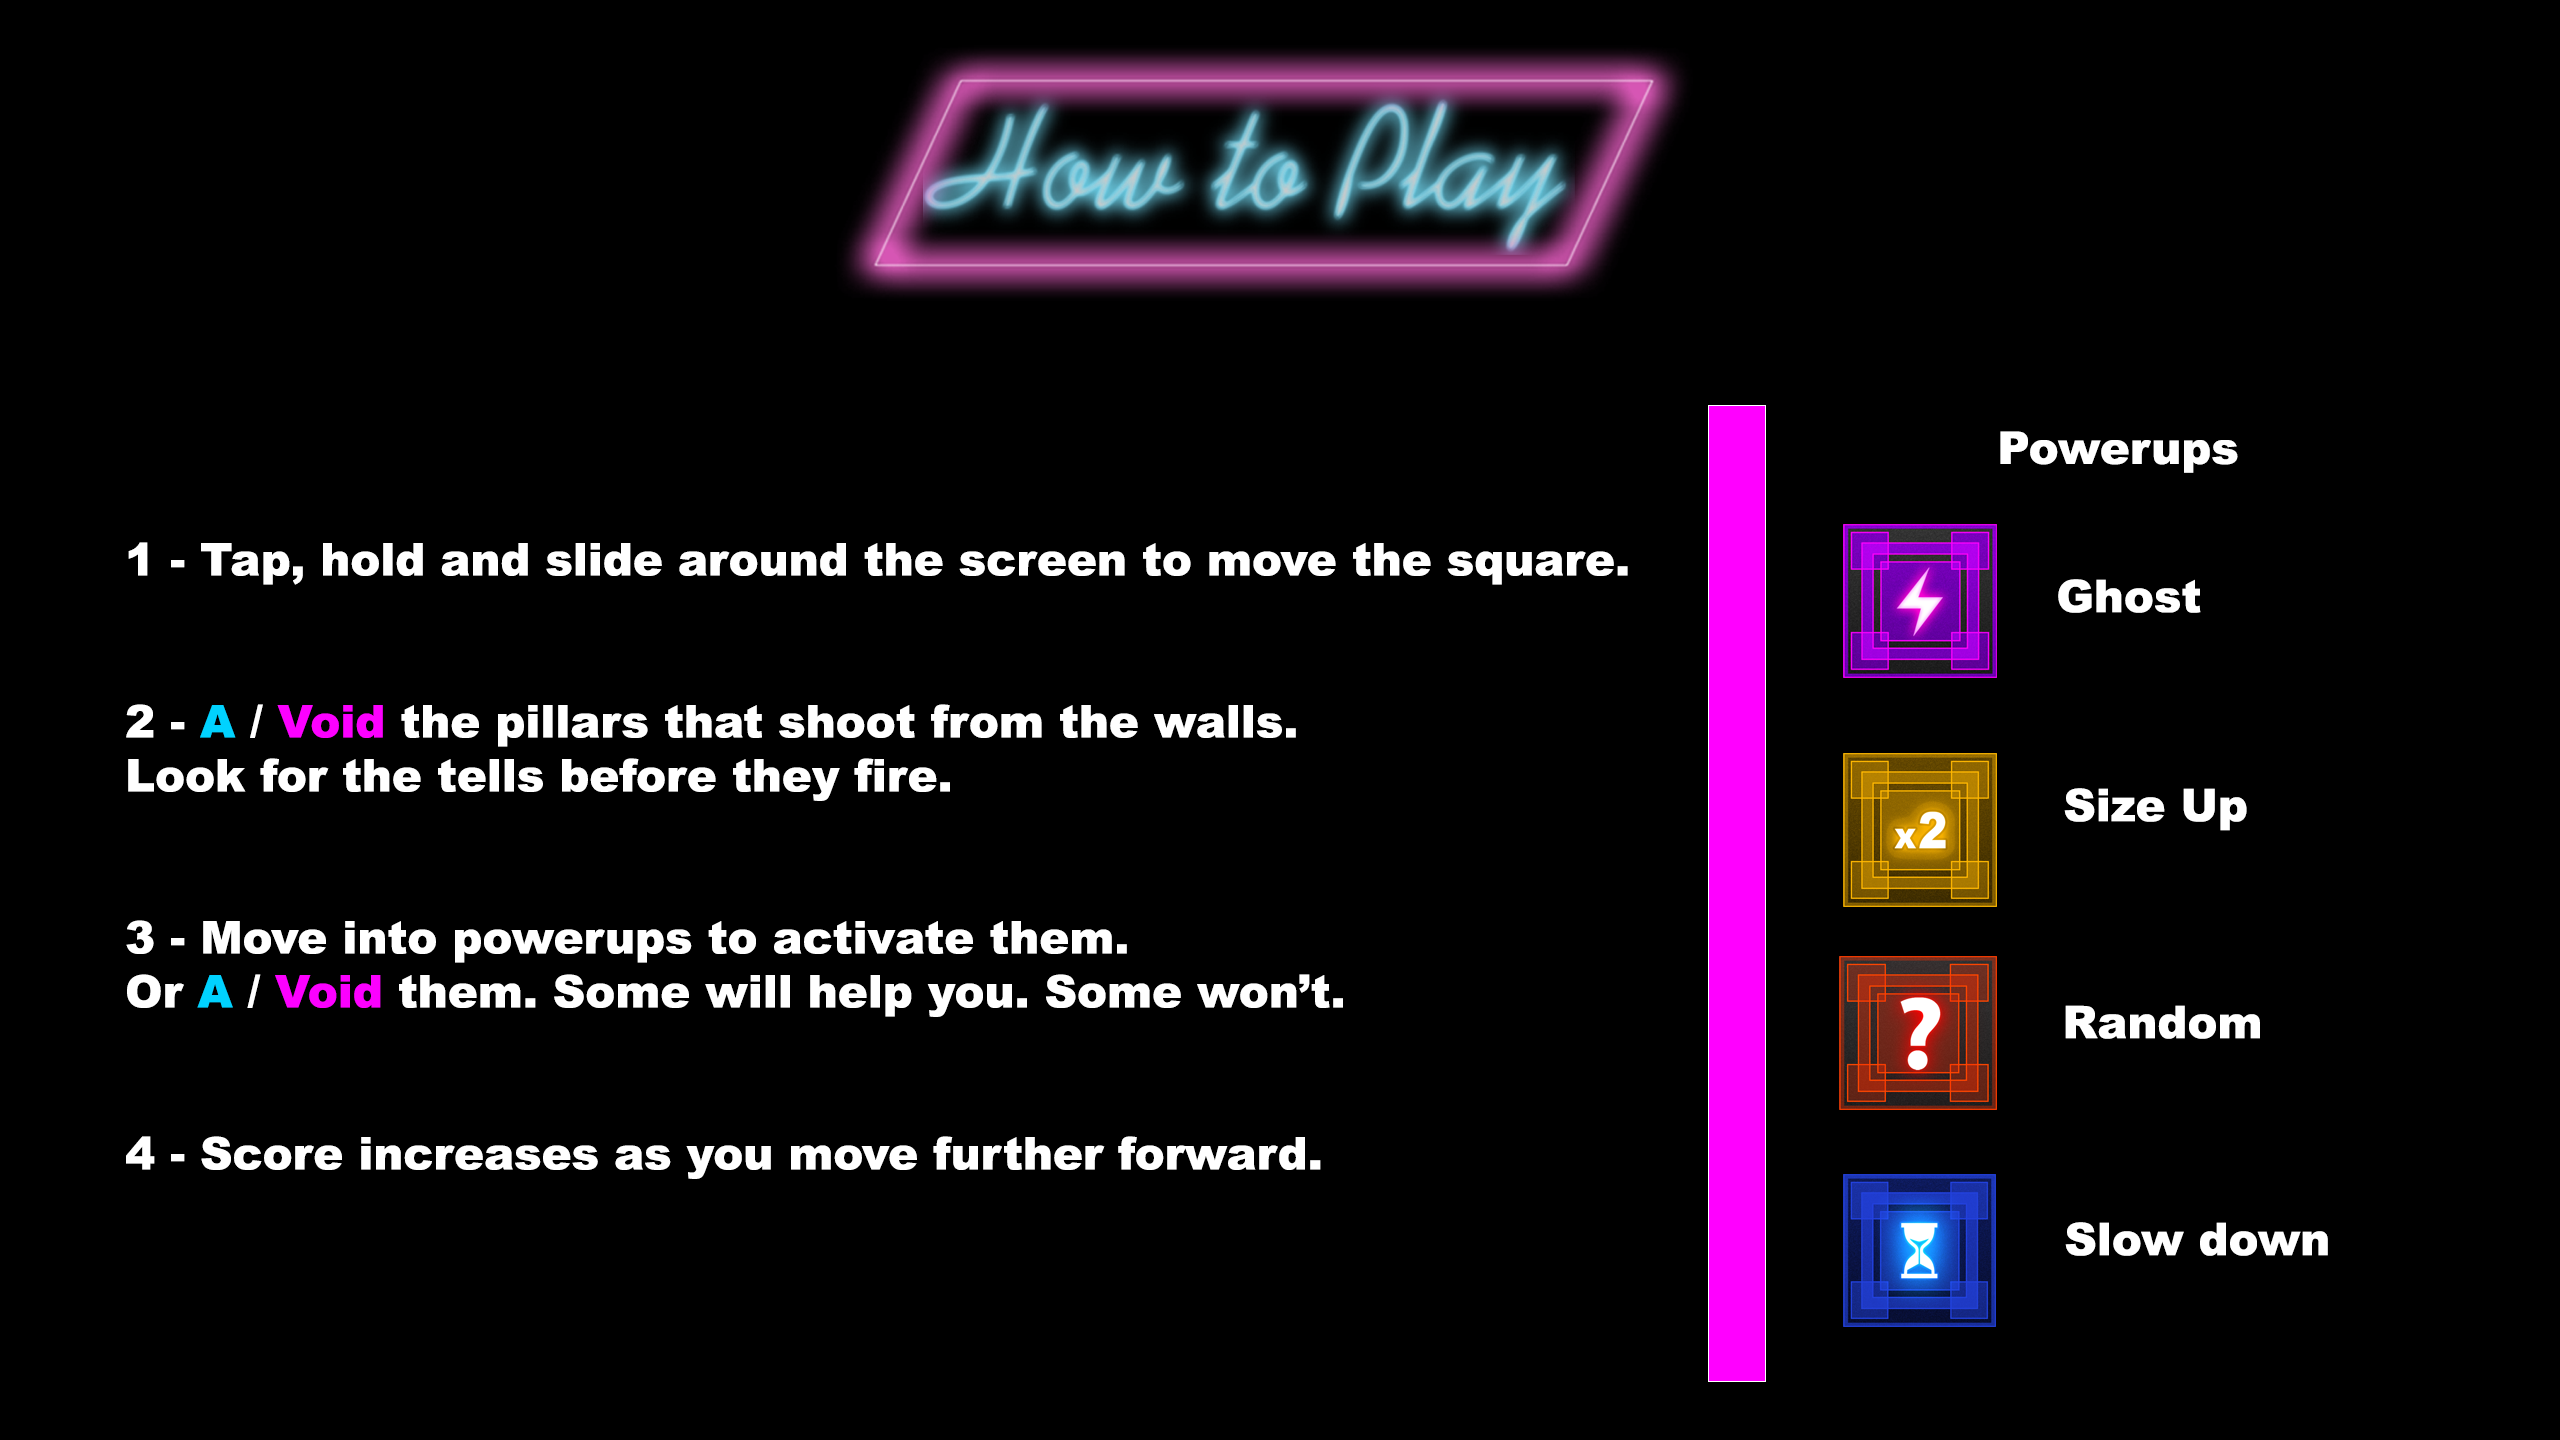 How to Play
1 - Tap, hold and slide around the screen to move the square.
2 - A / Void the pillars that shoot from the walls.
Look for the tells before they fire.
3 - Move into powerups to activate them.
Or A / Void them. Some will help you. Some won’t.
4 - Score increases as you move further forward.
Powerups
Ghost
x2
Size Up
?
Random
Slow down